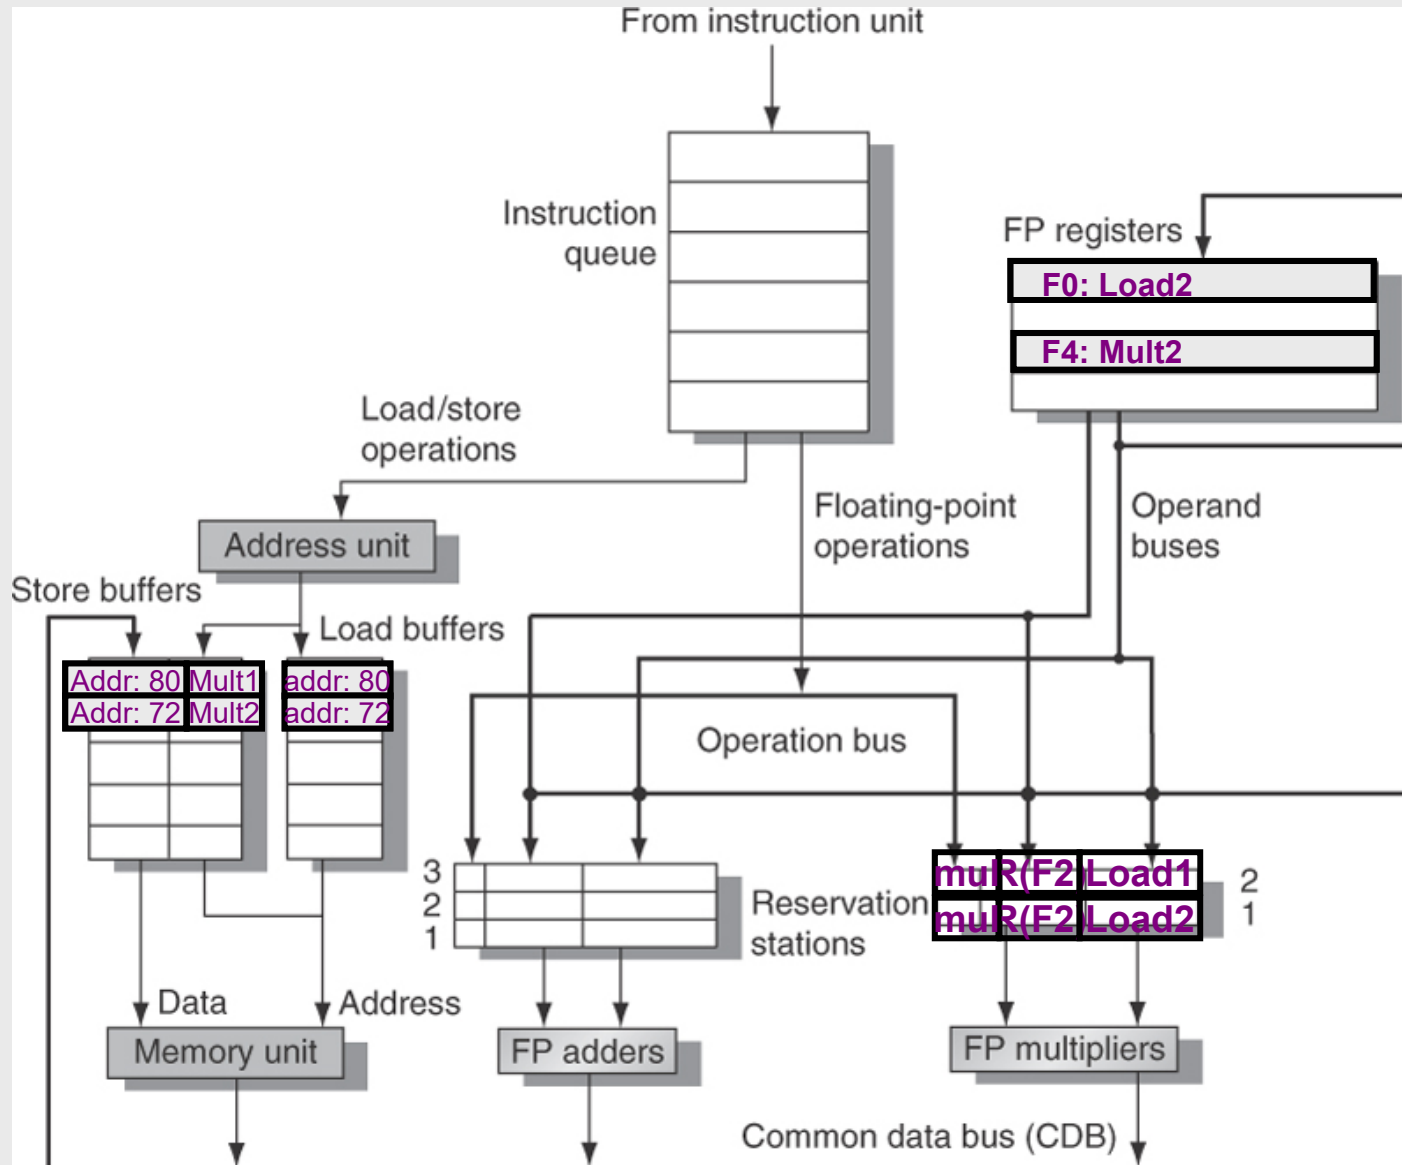 From instruction unit
Instruction
queue
FP registers
F0: Load2
F4: Mult2
Load/store
operations
Floating-point
operations
Operand
buses
Address unit
Store buffers
Load buffers
Addr: 80 Mult1
addr: 80
Addr: 72 Mult2
addr: 72
Operation bus
3
2
1
Reservation
stations
mul R(F2) Load1
2
mul R(F2) Load2
1
Data
Address
Memory unit
FP adders
FP multipliers
Common data bus (CDB)